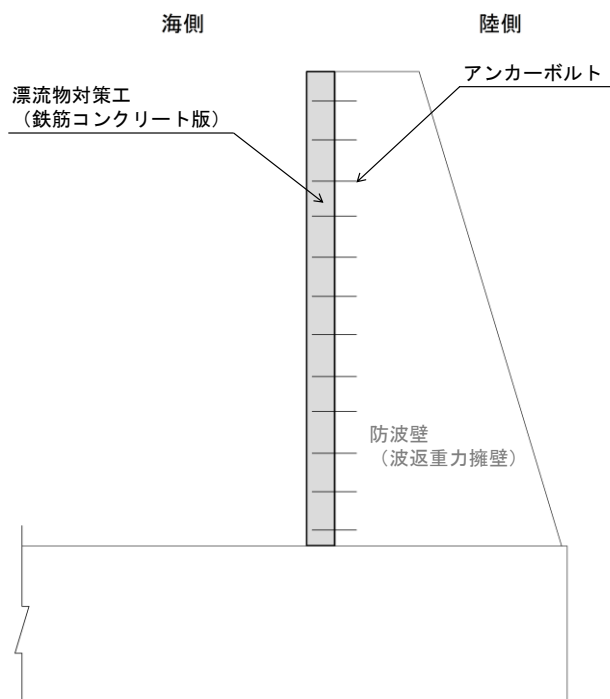 海側
陸側
漂流物対策工
（鉄筋コンクリート版）
アンカーボルト
防波壁
（波返重力擁壁）